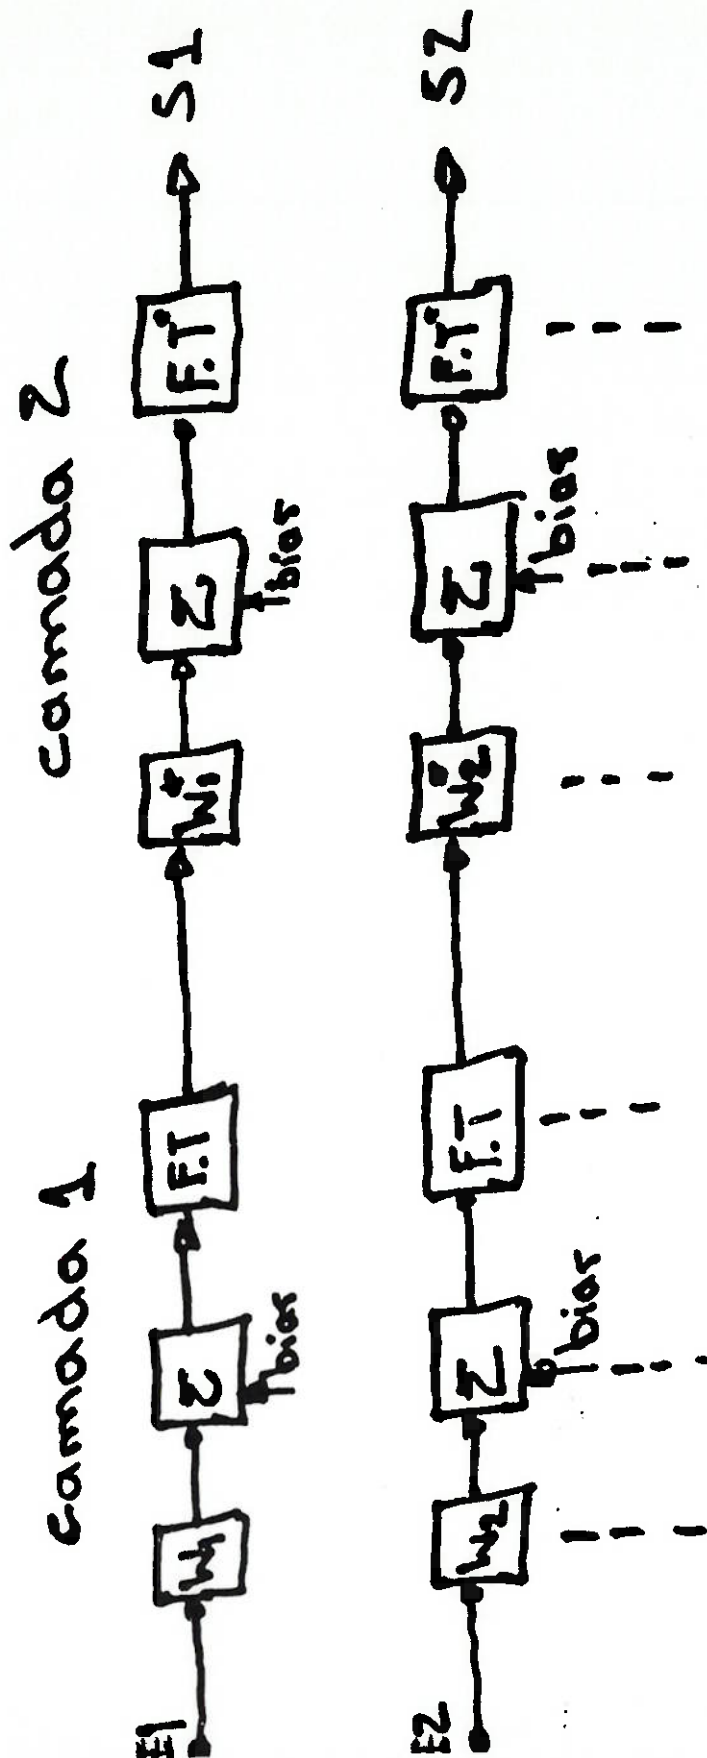 camada 1 camada 2
E1 W1 Σ bias F.T W1* Σ bias F.T* S1
E2 W2 Σ bias F.T W2* Σ bias F.T* S2